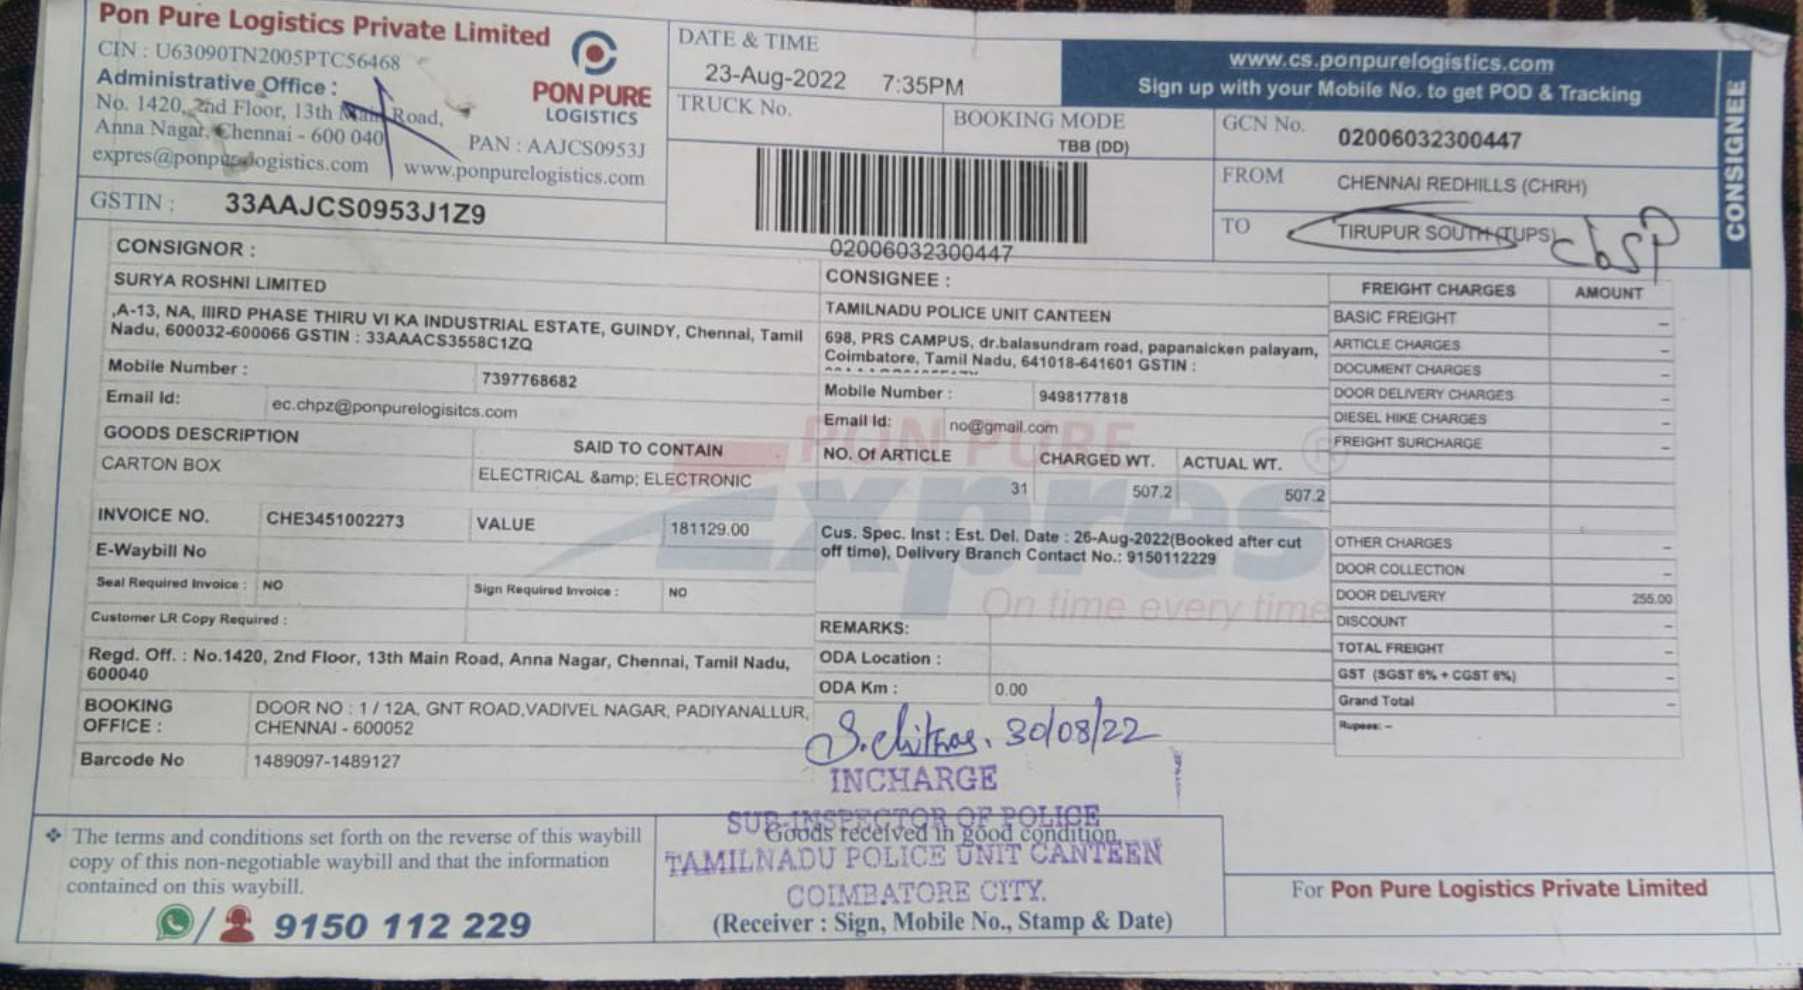 Pon Pure Logistics Private Limited
CIN : U63090TN2005PTC56468
Administrative Office :
No. 1420, 2nd Floor, 13th Main Road,
Anna Nagar, Chennai - 600 040
PAN : AAJCS0953J
expres@ponpurelogistics.com
www.ponpurelogistics.com
PON PURE
LOGISTICS
GSTIN : 33AAJCS0953J1Z9
DATE & TIME
23-Aug-2022 7:35PM
TRUCK No.
BOOKING MODE
TBB (DD)
02006032300447
www.cs.ponpurelogistics.com
Sign up with your Mobile No. to get POD & Tracking
GCN No. 02006032300447
FROM CHENNAI REDHILLS (CHRH)
TO TIRUPUR SOUTH (TUPS)
CONSIGNEE
CONSIGNOR :
SURYA ROSHNI LIMITED
,A-13, NA, IIIRD PHASE THIRU VI KA INDUSTRIAL ESTATE, GUINDY, Chennai, Tamil
Nadu, 600032-600066 GSTIN : 33AAACS3558C1ZQ
Mobile Number : 7397768682
Email Id: ec.chpz@ponpurelogisitcs.com
CONSIGNEE :
TAMILNADU POLICE UNIT CANTEEN
698, PRS CAMPUS, dr.balasundram road, papanaicken palayam,
Coimbatore, Tamil Nadu, 641018-641601 GSTIN :
Mobile Number : 9498177818
Email Id: no@gmail.com
GOODS DESCRIPTION SAID TO CONTAIN
CARTON BOX ELECTRICAL &amp; ELECTRONIC
NO. Of ARTICLE CHARGED WT. ACTUAL WT.
31 507.2 507.2
INVOICE NO. CHE3451002273 VALUE 181129.00
E-Waybill No
Seal Required Invoice : NO Sign Required Invoice : NO
Customer LR Copy Required :
Cus. Spec. Inst : Est. Del. Date : 26-Aug-2022(Booked after cut
off time), Delivery Branch Contact No.: 9150112229
PON PURE
Expres
On time every time
REMARKS:
ODA Location :
ODA Km : 0.00
Regd. Off. : No.1420, 2nd Floor, 13th Main Road, Anna Nagar, Chennai, Tamil Nadu,
600040
BOOKING
OFFICE :
DOOR NO : 1 / 12A, GNT ROAD,VADIVEL NAGAR, PADIYANALLUR,
CHENNAI - 600052
Barcode No 1489097-1489127
FREIGHT CHARGES AMOUNT
BASIC FREIGHT –
ARTICLE CHARGES –
DOCUMENT CHARGES –
DOOR DELIVERY CHARGES –
DIESEL HIKE CHARGES –
FREIGHT SURCHARGE –
OTHER CHARGES –
DOOR COLLECTION –
DOOR DELIVERY 255.00
DISCOUNT –
TOTAL FREIGHT –
GST (SGST 6% + CGST 6%) –
Grand Total –
Rupees: –
30/08/22
INCHARGE
SUB-INSPECTOR OF POLICE
Goods received in good condition
TAMILNADU POLICE UNIT CANTEEN
COIMBATORE CITY.
(Receiver : Sign, Mobile No., Stamp & Date)
❖ The terms and conditions set forth on the reverse of this waybill
copy of this non-negotiable waybill and that the information
contained on this waybill.
/ 9150 112 229
For Pon Pure Logistics Private Limited